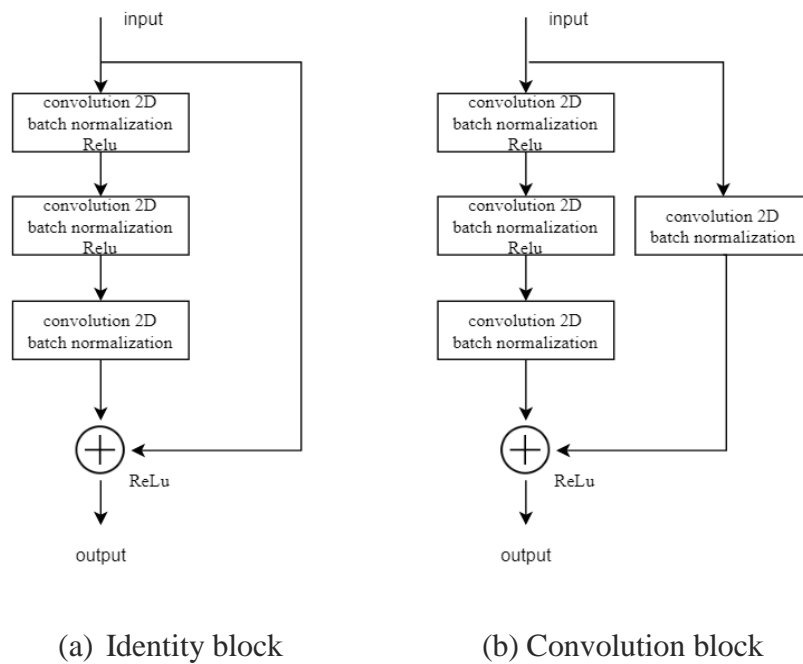 input
convolution 2D
batch normalization
Relu
convolution 2D
batch normalization
Relu
convolution 2D
batch normalization
ReLu
output
(a) Identity block
input
convolution 2D
batch normalization
Relu
convolution 2D
batch normalization
Relu
convolution 2D
batch normalization
convolution 2D
batch normalization
ReLu
output
(b) Convolution block